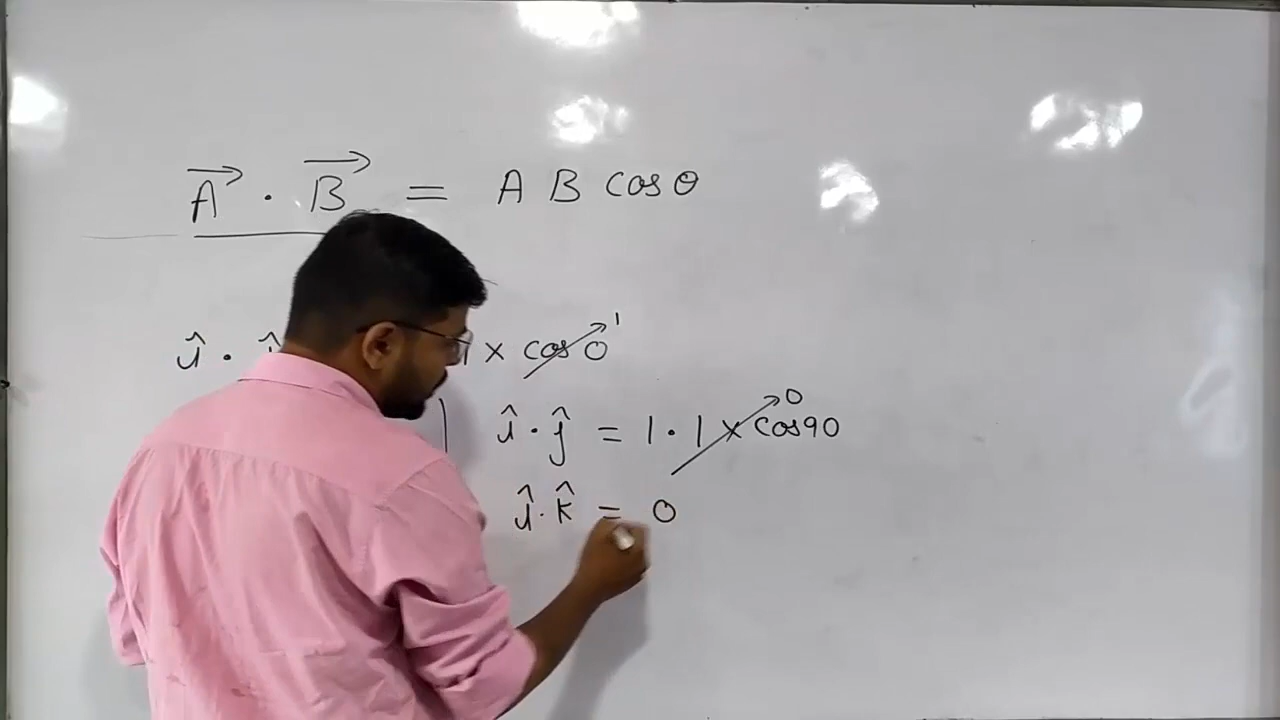 A⃗ · B⃗ = A B cos θ
î · î 1 × cos 0 1
| î · ĵ = 1 · 1 × cos 90 0
î · k̂ = 0